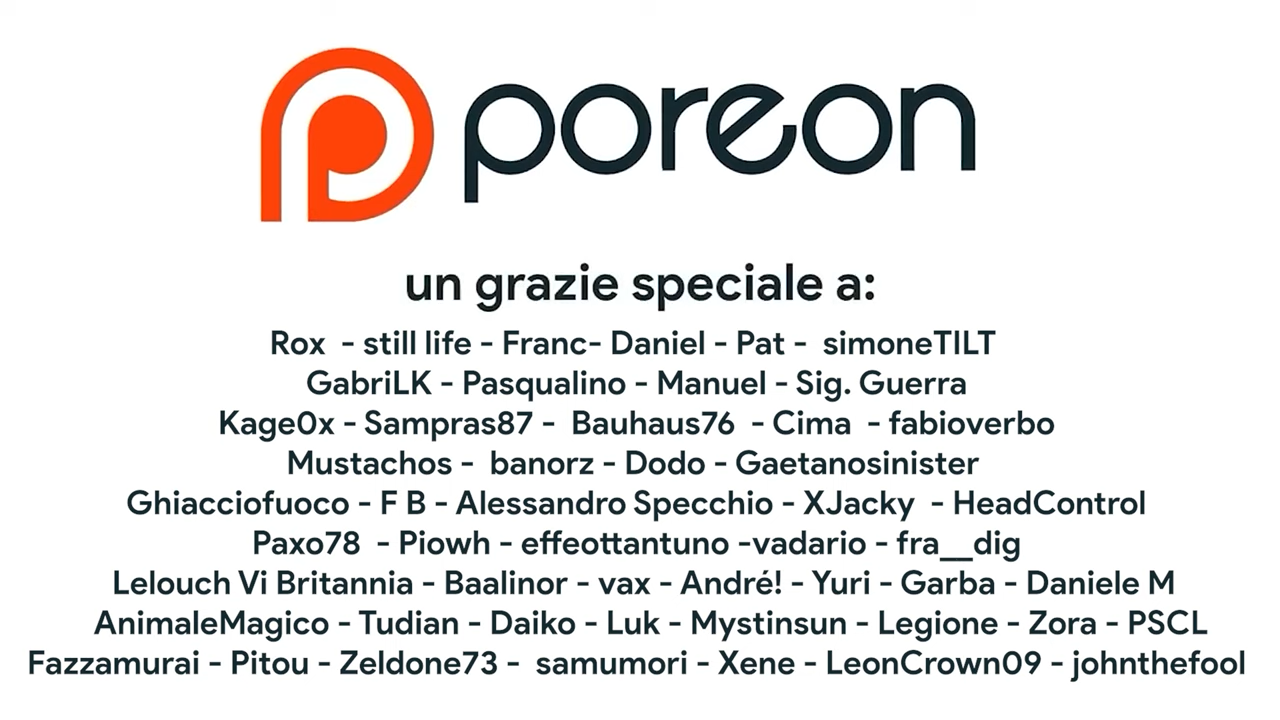 poreon
un grazie speciale a:
Rox - still life - Franc- Daniel - Pat - simoneTILT
GabriLK - Pasqualino - Manuel - Sig. Guerra
Kage0x - Sampras87 - Bauhaus76 - Cima - fabioverbo
Mustachos - banorz - Dodo - Gaetanosinister
Ghiacciofuoco - F B - Alessandro Specchio - XJacky - HeadControl
Paxo78 - Piowh - effeottantuno -vadario - fra__dig
Lelouch Vi Britannia - Baalinor - vax - André! - Yuri - Garba - Daniele M
AnimaleMagico - Tudian - Daiko - Luk - Mystinsun - Legione - Zora - PSCL
Fazzamurai - Pitou - Zeldone73 - samumori - Xene - LeonCrown09 - johnthefool